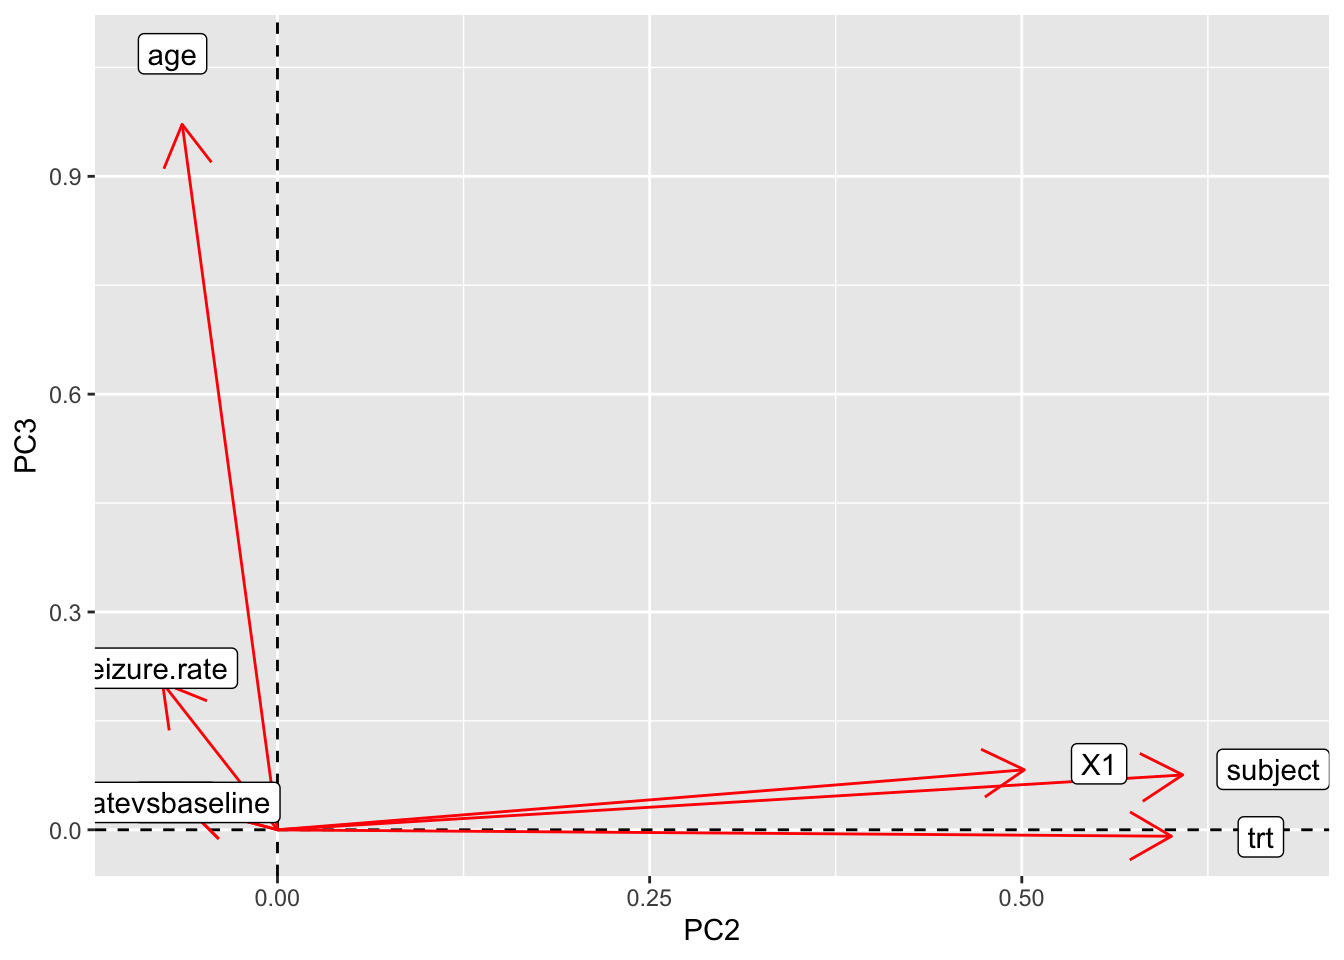 age
0.9
0.6
PC3
0.3
eizure.rate
X1
subject
atevsbaseline
0.0
trt
0.00
0.25
0.50
PC2